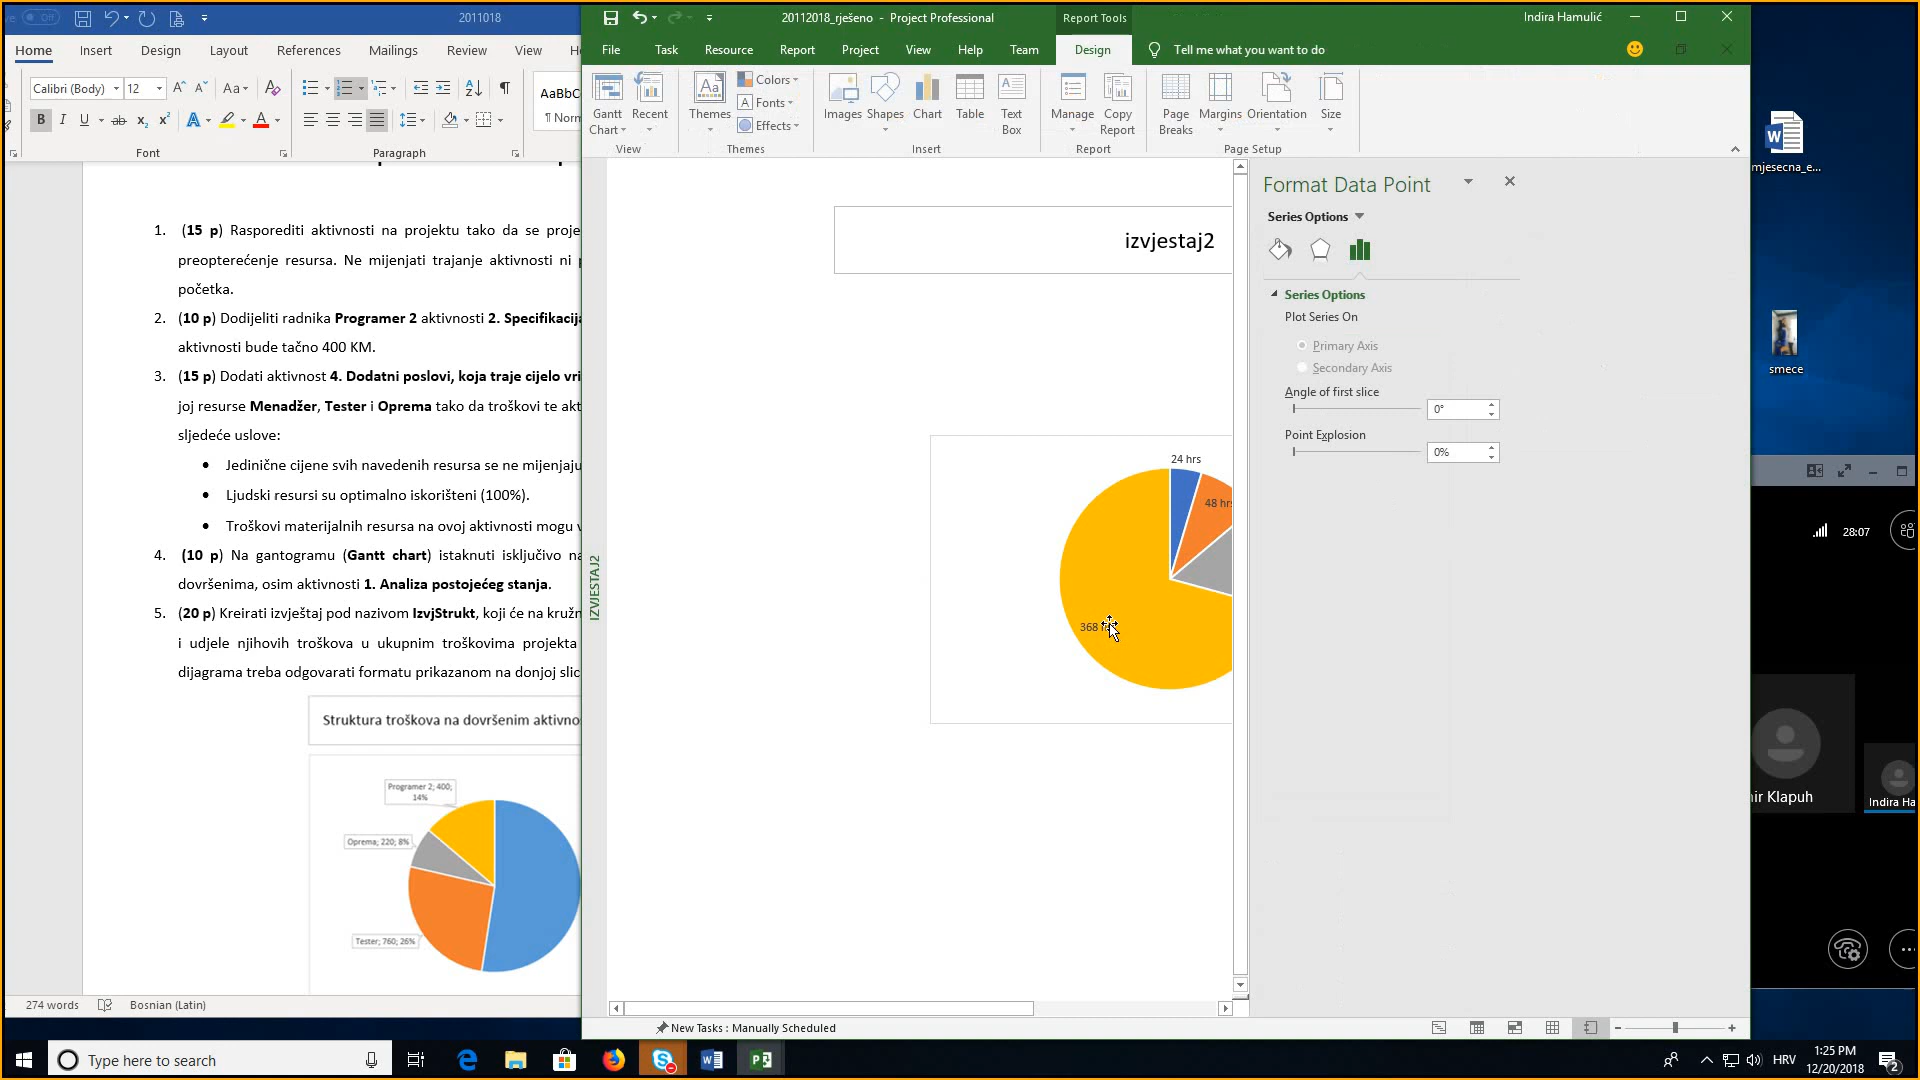 Off
2011018
Home Insert Design Layout References Mailings Review View H
Calibri (Body) 12 Aa
B I U ab x₂ x² A A
AaBbC
¶ Norm
Font Paragraph
1. (15 p) Rasporediti aktivnosti na projektu tako da se proje
preopterećenje resursa. Ne mijenjati trajanje aktivnosti ni
početka.
2. (10 p) Dodijeliti radnika Programer 2 aktivnosti 2. Specifikacija
aktivnosti bude tačno 400 KM.
3. (15 p) Dodati aktivnost 4. Dodatni poslovi, koja traje cijelo vri
joj resurse Menadžer, Tester i Oprema tako da troškovi te akt
sljedeće uslove:
• Jedinične cijene svih navedenih resursa se ne mijenjaju
• Ljudski resursi su optimalno iskorišteni (100%).
• Troškovi materijalnih resursa na ovoj aktivnosti mogu v
4. (10 p) Na gantogramu (Gantt chart) istaknuti isključivo na
dovršenima, osim aktivnosti 1. Analiza postojećeg stanja.
5. (20 p) Kreirati izvještaj pod nazivom IzvjStrukt, koji će na kružn
i udjele njihovih troškova u ukupnim troškovima projekta
dijagrama treba odgovarati formatu prikazanom na donjoj slic
Struktura troškova na dovršenim aktivno
Programer 2; 400;
14%
Oprema; 220; 8%
Tester; 760; 26%
274 words Bosnian (Latin)
20112018_rješeno - Project Professional
Report Tools
Indira Hamulić
File Task Resource Report Project View Help Team Design Tell me what you want to do
Gantt
Chart
Recent
View
Themes
Colors
Fonts
Effects
Themes
Images Shapes Chart Table Text
Box
Insert
Manage Copy
Report
Report
Page
Breaks
Margins Orientation Size
Page Setup
IZVJESTAJ2
izvjestaj2
24 hrs
48 hrs
368
Format Data Point
Series Options
Series Options
Plot Series On
Primary Axis
Secondary Axis
Angle of first slice
0°
Point Explosion
0%
New Tasks : Manually Scheduled
mjesecna_e...
smece
28:07
ir Klapuh
Indira Ha
Type here to search
HRV
1:25 PM
12/20/2018
2